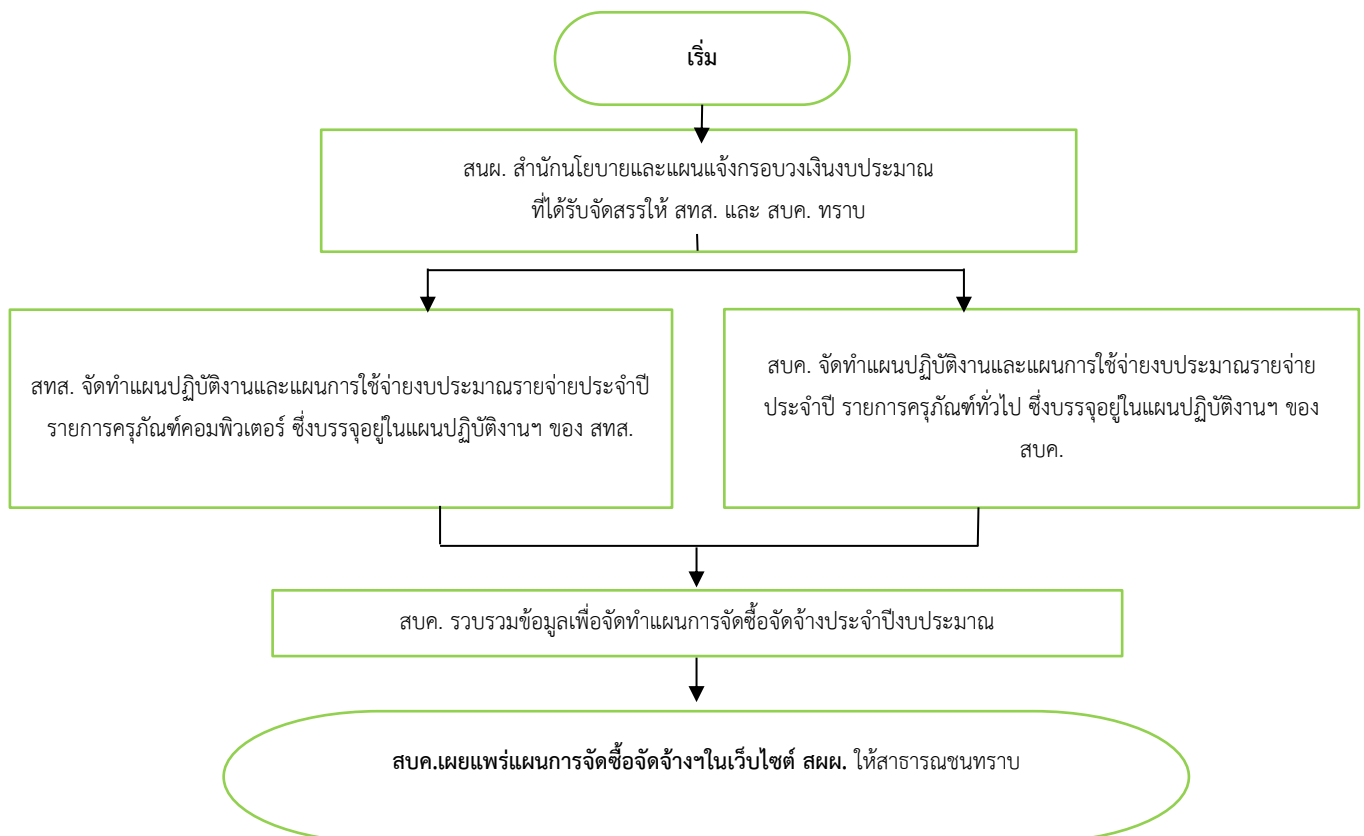 เริ่ม
สนผ. สำนักนโยบายและแผนแจ้งกรอบวงเงินงบประมาณ
ที่ได้รับจัดสรรให้ สทส. และ สบค. ทราบ
สทส. จัดทำแผนปฏิบัติงานและแผนการใช้จ่ายงบประมาณรายจ่ายประจำปี
รายการครุภัณฑ์คอมพิวเตอร์ ซึ่งบรรจุอยู่ในแผนปฏิบัติงานฯ ของ สทส.
สบค. จัดทำแผนปฏิบัติงานและแผนการใช้จ่ายงบประมาณรายจ่าย
ประจำปี รายการครุภัณฑ์ทั่วไป ซึ่งบรรจุอยู่ในแผนปฏิบัติงานฯ ของ
สบค.
สบค. รวบรวมข้อมูลเพื่อจัดทำแผนการจัดซื้อจัดจ้างประจำปีงบประมาณ
สบค.เผยแพร่แผนการจัดซื้อจัดจ้างฯในเว็บไซต์ สผผ. ให้สาธารณชนทราบ